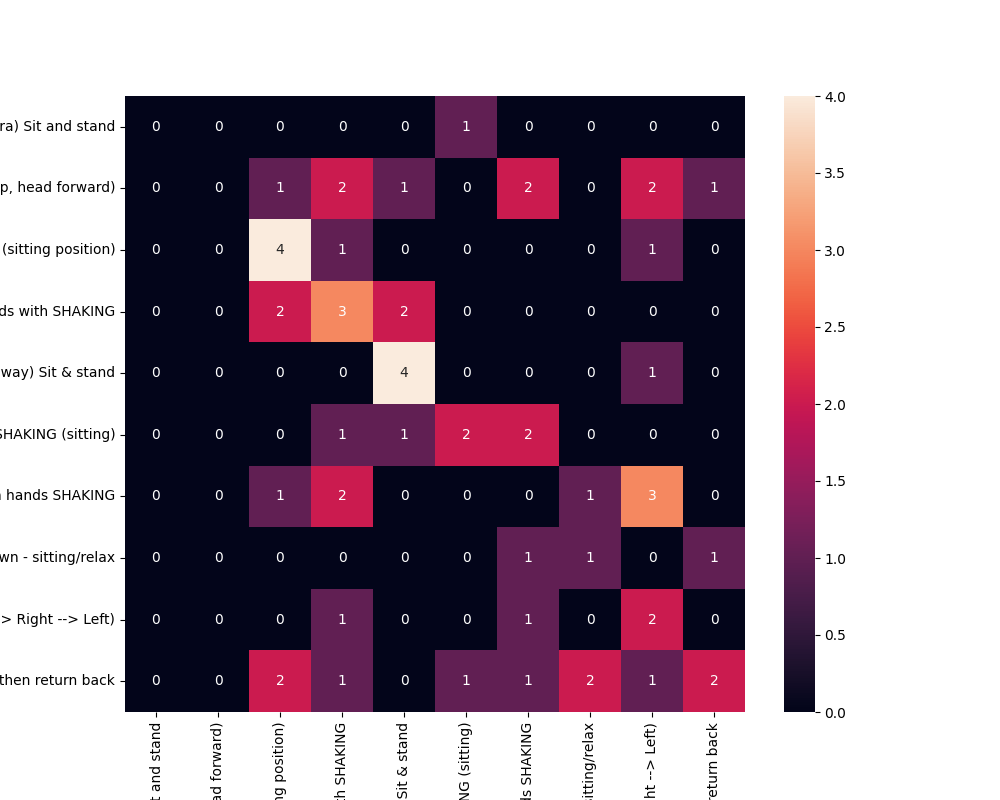 ra) Sit and stand 0 0 0 0 0 1 0 0 0 0
p, head forward) 0 0 1 2 1 0 2 0 2 1
(sitting position) 0 0 4 1 0 0 0 0 1 0
ds with SHAKING 0 0 2 3 2 0 0 0 0 0
way) Sit & stand 0 0 0 0 4 0 0 0 1 0
SHAKING (sitting) 0 0 0 1 1 2 2 0 0 0
hands SHAKING 0 0 1 2 0 0 0 1 3 0
wn - sitting/relax 0 0 0 0 0 0 1 1 0 1
> Right --> Left) 0 0 0 1 0 0 1 0 2 0
then return back 0 0 2 1 0 1 1 2 1 2
t and stand
ad forward)
ng position)
th SHAKING
Sit & stand
NG (sitting)
ds SHAKING
sitting/relax
ht --> Left)
return back
4.0
3.5
3.0
2.5
2.0
1.5
1.0
0.5
0.0